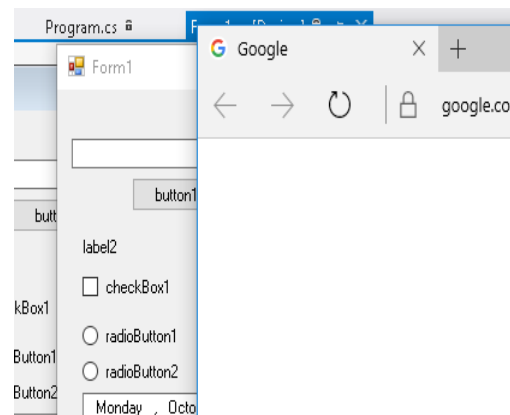 Program.cs
Google
Form1
google.co
button1
butt
label2
checkBox1
kBox1
radioButton1
Button1
radioButton2
Button2
Monday , Octo